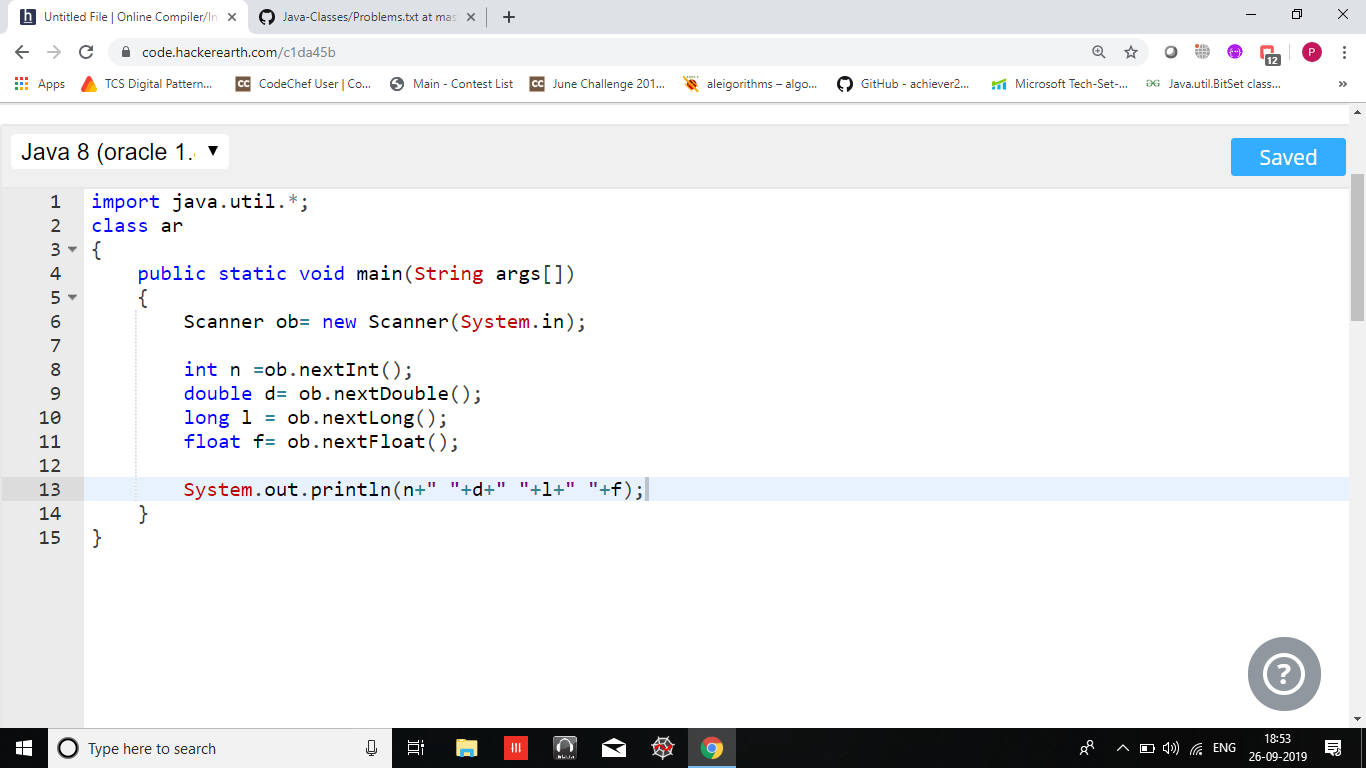 Untitled File | Online Compiler/In
Java-Classes/Problems.txt at mas
code.hackerearth.com/c1da45b
P
12
Apps
TCS Digital Pattern...
CC CodeChef User | Co...
Main - Contest List
CC June Challenge 201...
aleigorithms – algo...
GitHub - achiever2...
Microsoft Tech-Set-...
Java.util.BitSet class...
»
Java 8 (oracle 1.
Saved
1 import java.util.*;
2 class ar
3 {
4 public static void main(String args[])
5 {
6 Scanner ob= new Scanner(System.in);
7
8 int n =ob.nextInt();
9 double d= ob.nextDouble();
10 long l = ob.nextLong();
11 float f= ob.nextFloat();
12
13 System.out.println(n+" "+d+" "+l+" "+f);
14 }
15 }
?
Type here to search
ENG
18:53
26-09-2019